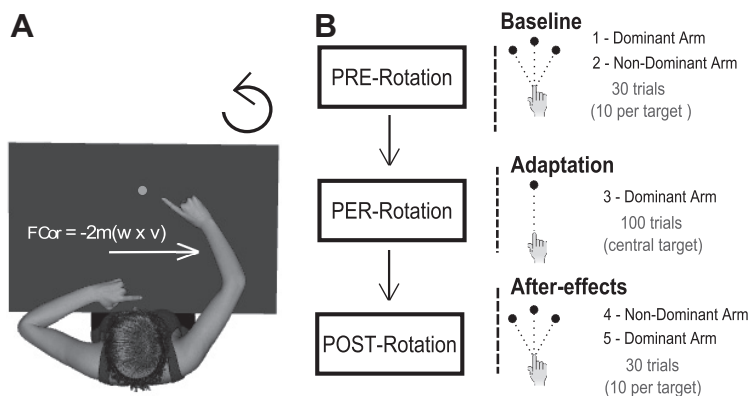 A
FCor = -2m(w x v)
B
PRE-Rotation
PER-Rotation
POST-Rotation
Baseline
1 - Dominant Arm
2 - Non-Dominant Arm
30 trials
(10 per target )
Adaptation
3 - Dominant Arm
100 trials
(central target)
After-effects
4 - Non-Dominant Arm
5 - Dominant Arm
30 trials
(10 per target)